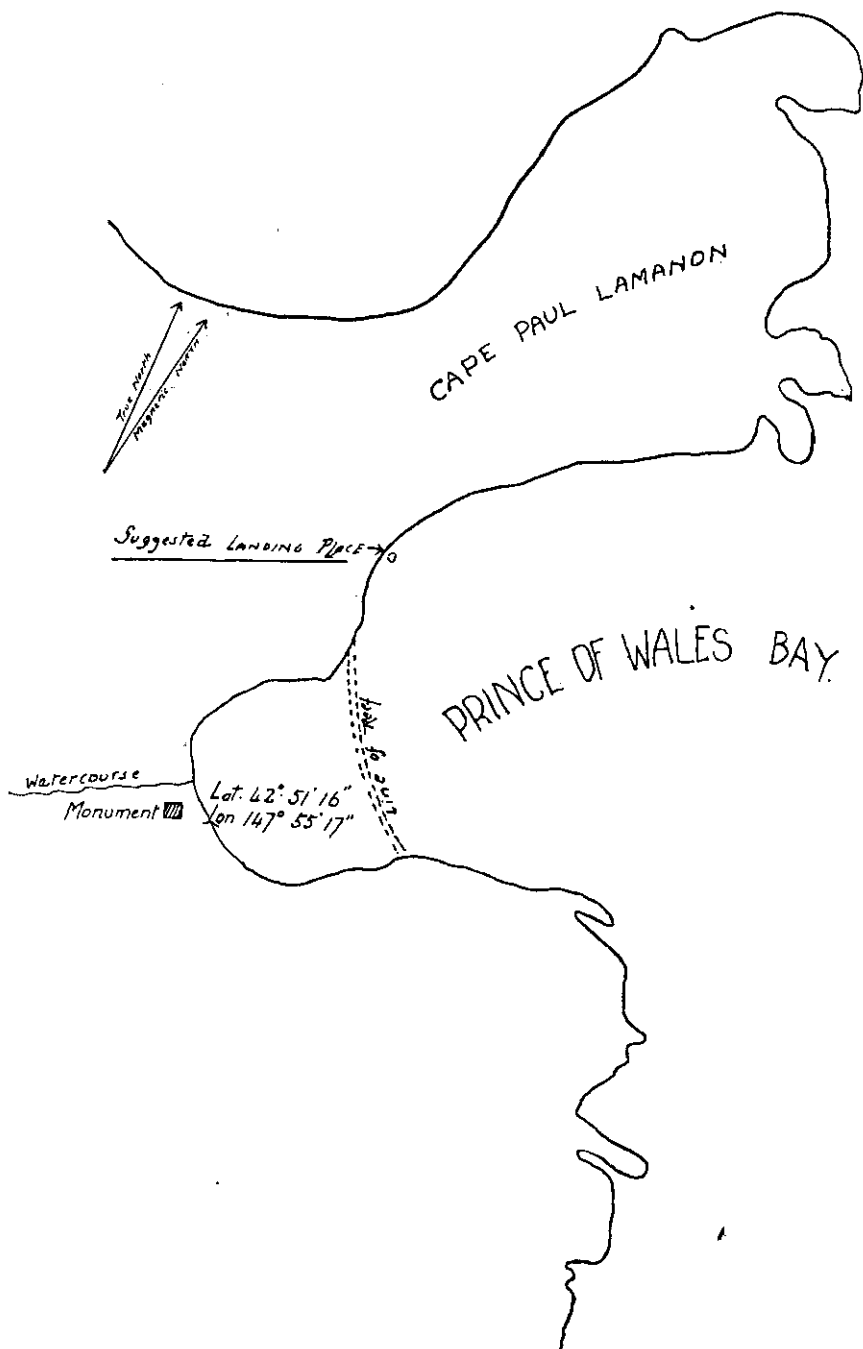 CAPE PAUL LAMANON
True North
Magnetic North
Suggested LANDING PLACE
PRINCE OF WALES BAY.
Line of Reef
Watercourse
Lat. 42° 51' 16"
Monument
Lon 147° 55' 17"